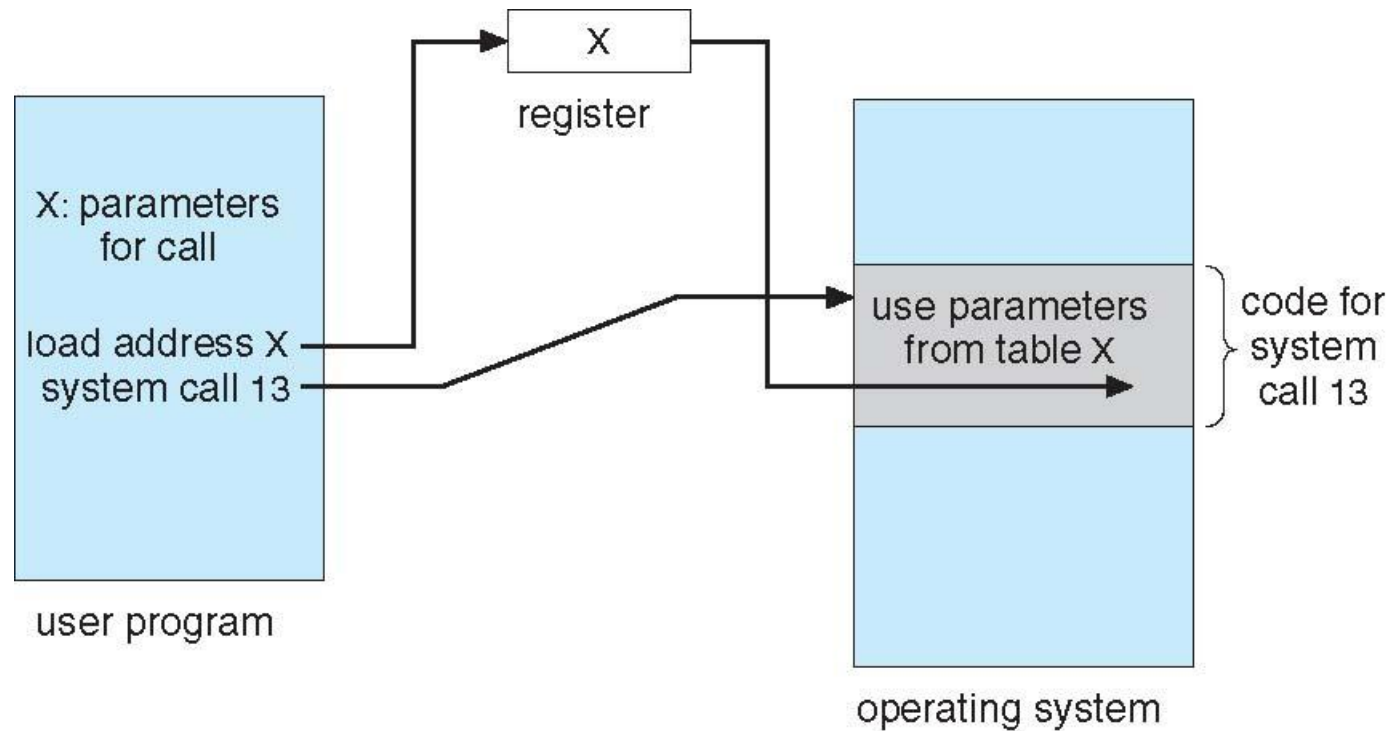 X
register
X: parameters
for call
load address X
system call 13
user program
use parameters
from table X
code for
system
call 13
operating system